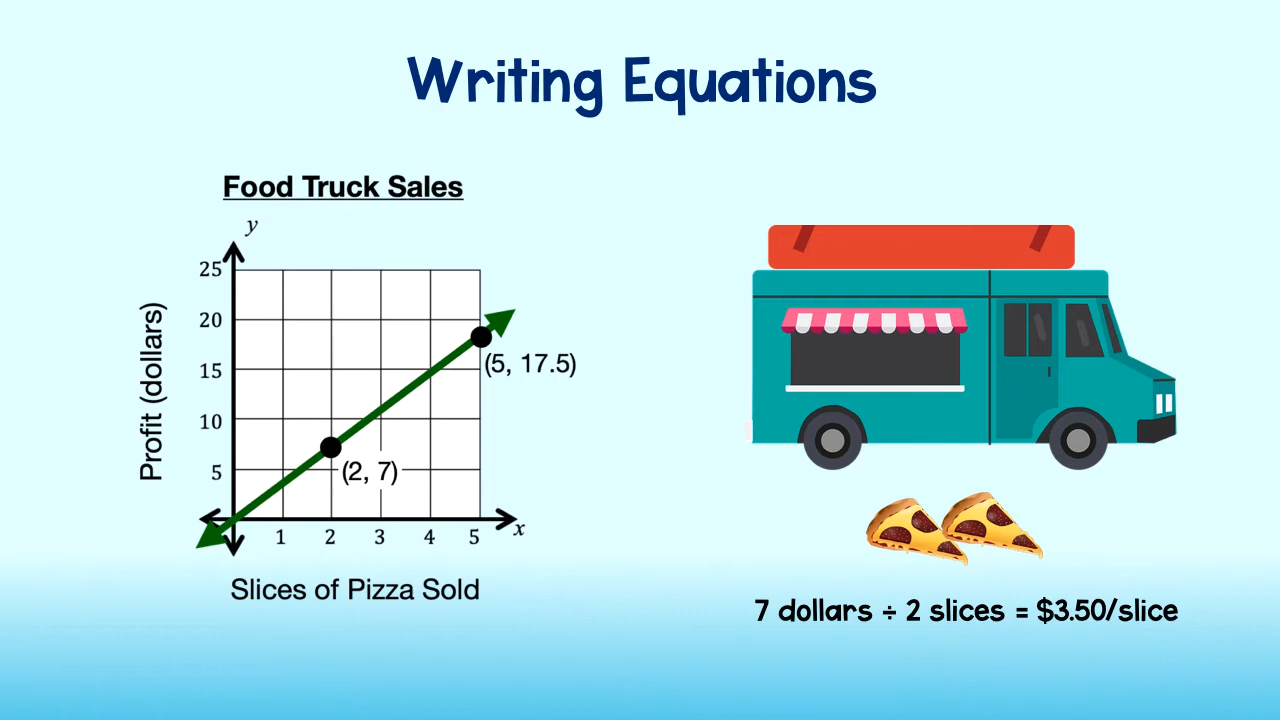 Writing Equations
Food Truck Sales
y
Profit (dollars)
25
20
15
10
5
(5, 17.5)
(2, 7)
1 2 3 4 5 x
Slices of Pizza Sold
7 dollars ÷ 2 slices = $3.50/slice